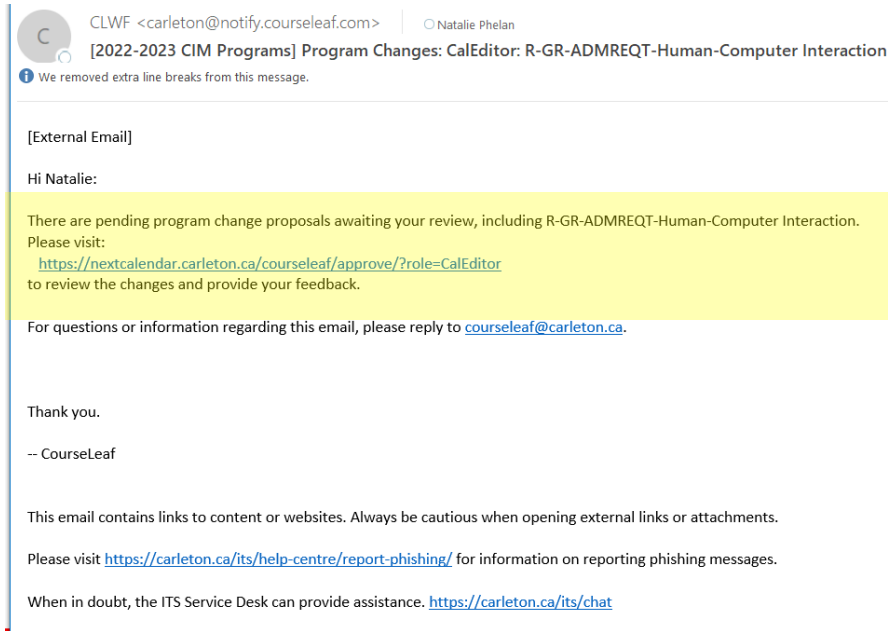 C
CLWF <carleton@notify.courseleaf.com>
Natalie Phelan
[2022-2023 CIM Programs] Program Changes: CalEditor: R-GR-ADMREQT-Human-Computer Interaction
We removed extra line breaks from this message.
[External Email]
Hi Natalie:
There are pending program change proposals awaiting your review, including R-GR-ADMREQT-Human-Computer Interaction.
Please visit:
https://nextcalendar.carleton.ca/courseleaf/approve/?role=CalEditor
to review the changes and provide your feedback.
For questions or information regarding this email, please reply to courseleaf@carleton.ca.
Thank you.
-- CourseLeaf
This email contains links to content or websites. Always be cautious when opening external links or attachments.
Please visit https://carleton.ca/its/help-centre/report-phishing/ for information on reporting phishing messages.
When in doubt, the ITS Service Desk can provide assistance. https://carleton.ca/its/chat